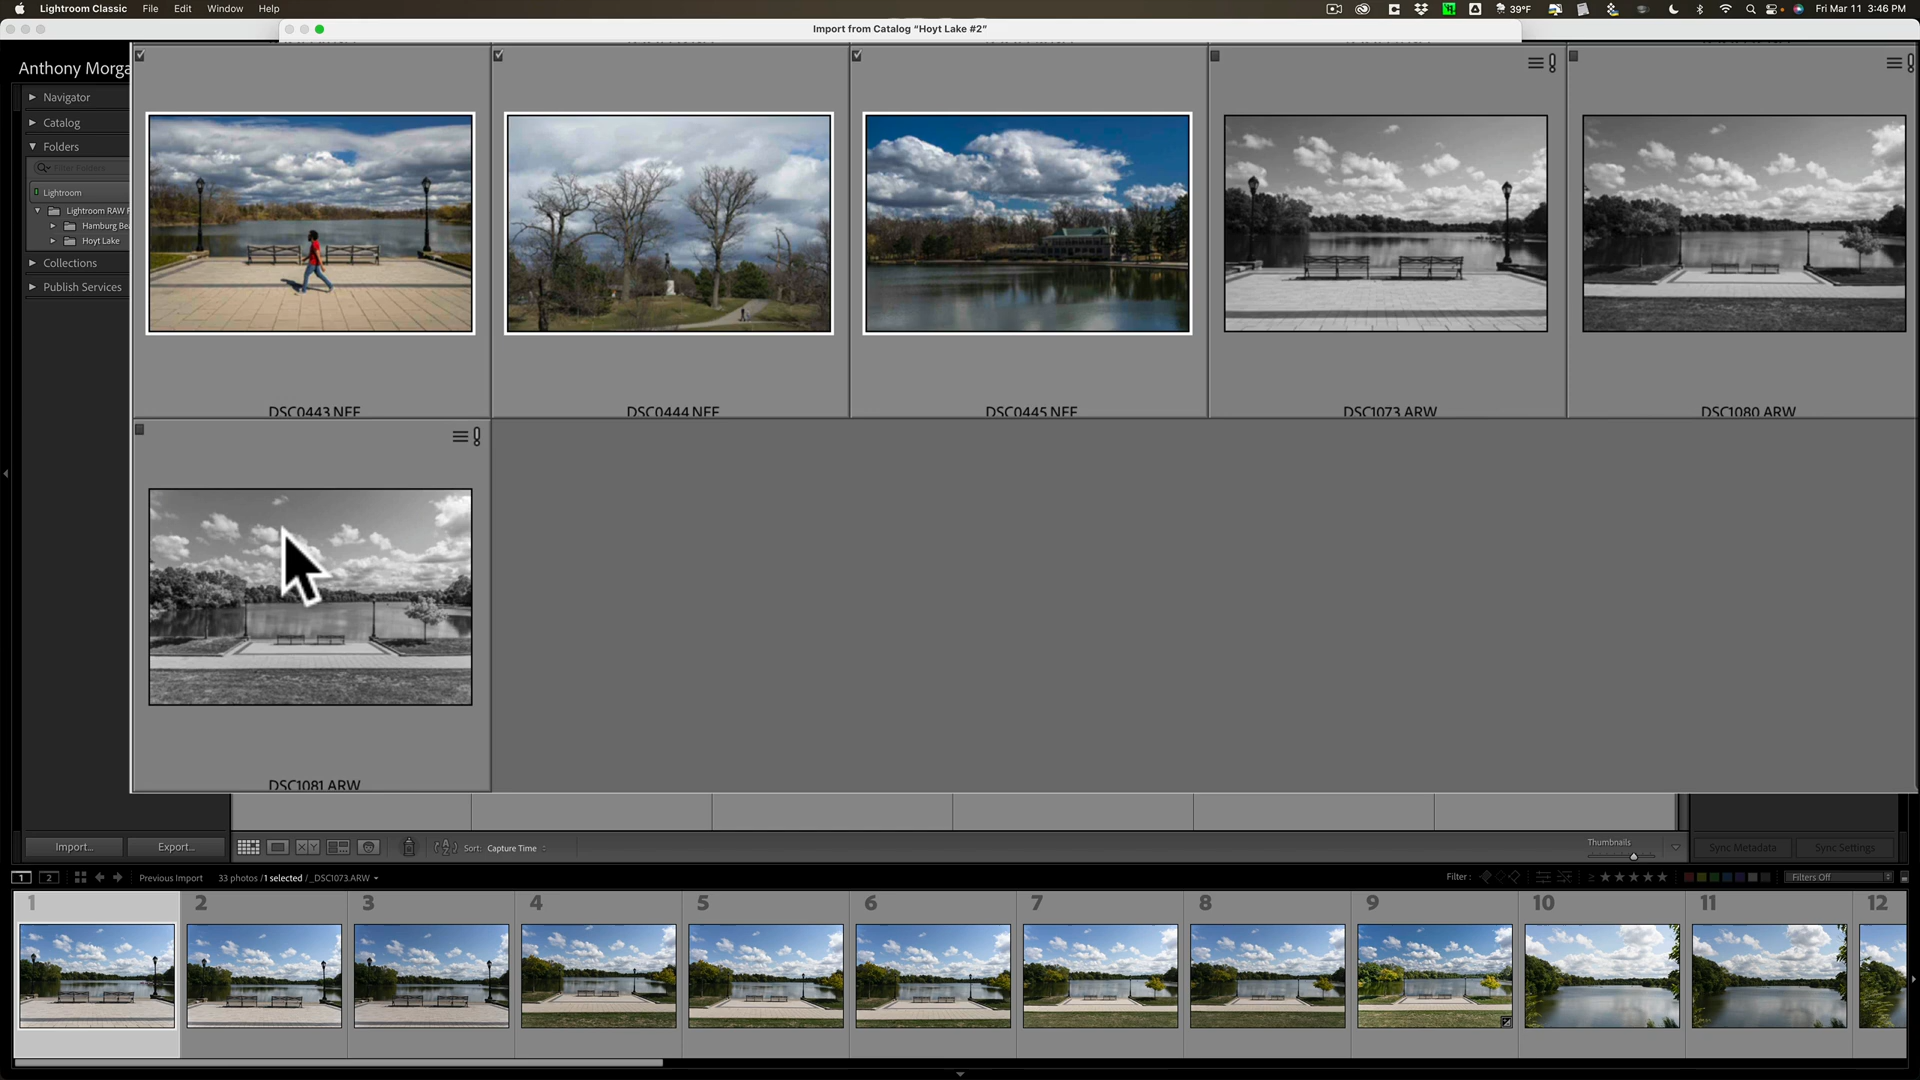 Lightroom Classic File Edit Window Help 39°F Fri Mar 11 3:46 PM
Import from Catalog "Hoyt Lake #2"
Anthony Morga
Navigator
Catalog
Folders
Filter Folders
Lightroom
Lightroom RAW F
Hamburg Bea
Hoyt Lake
Collections
Publish Services
DSC0443.NEF DSC0444.NEF DSC0445.NEF DSC1073.ARW DSC1080.ARW
DSC1081.ARW
Import... Export... XY Sort: Capture Time Thumbnails Sync Metadata Sync Settings
1 2 Previous Import 33 photos / 1 selected / _DSC1073.ARW Filter : Filters Off
1 2 3 4 5 6 7 8 9 10 11 12